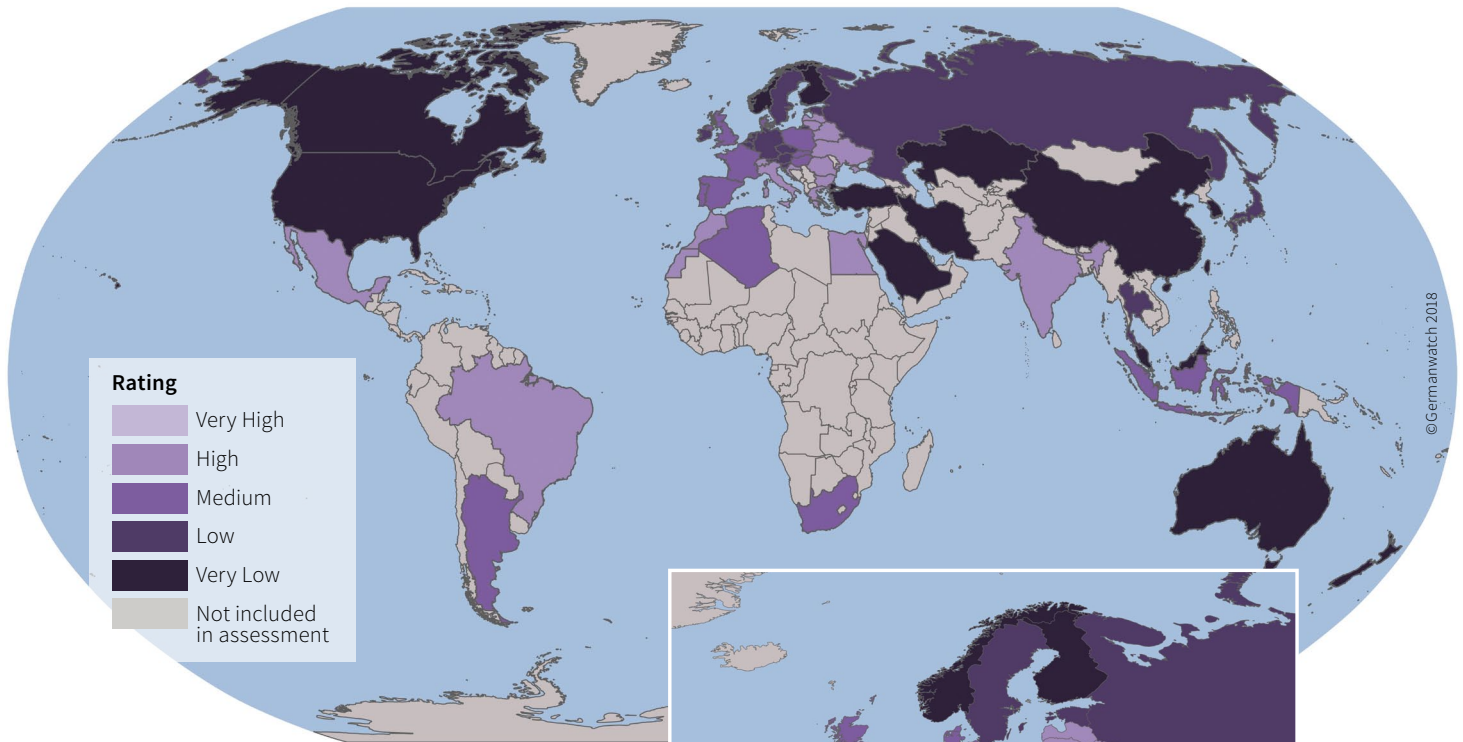 Rating
Very High
High
Medium
Low
Very Low
Not included
in assessment
©Germanwatch 2018